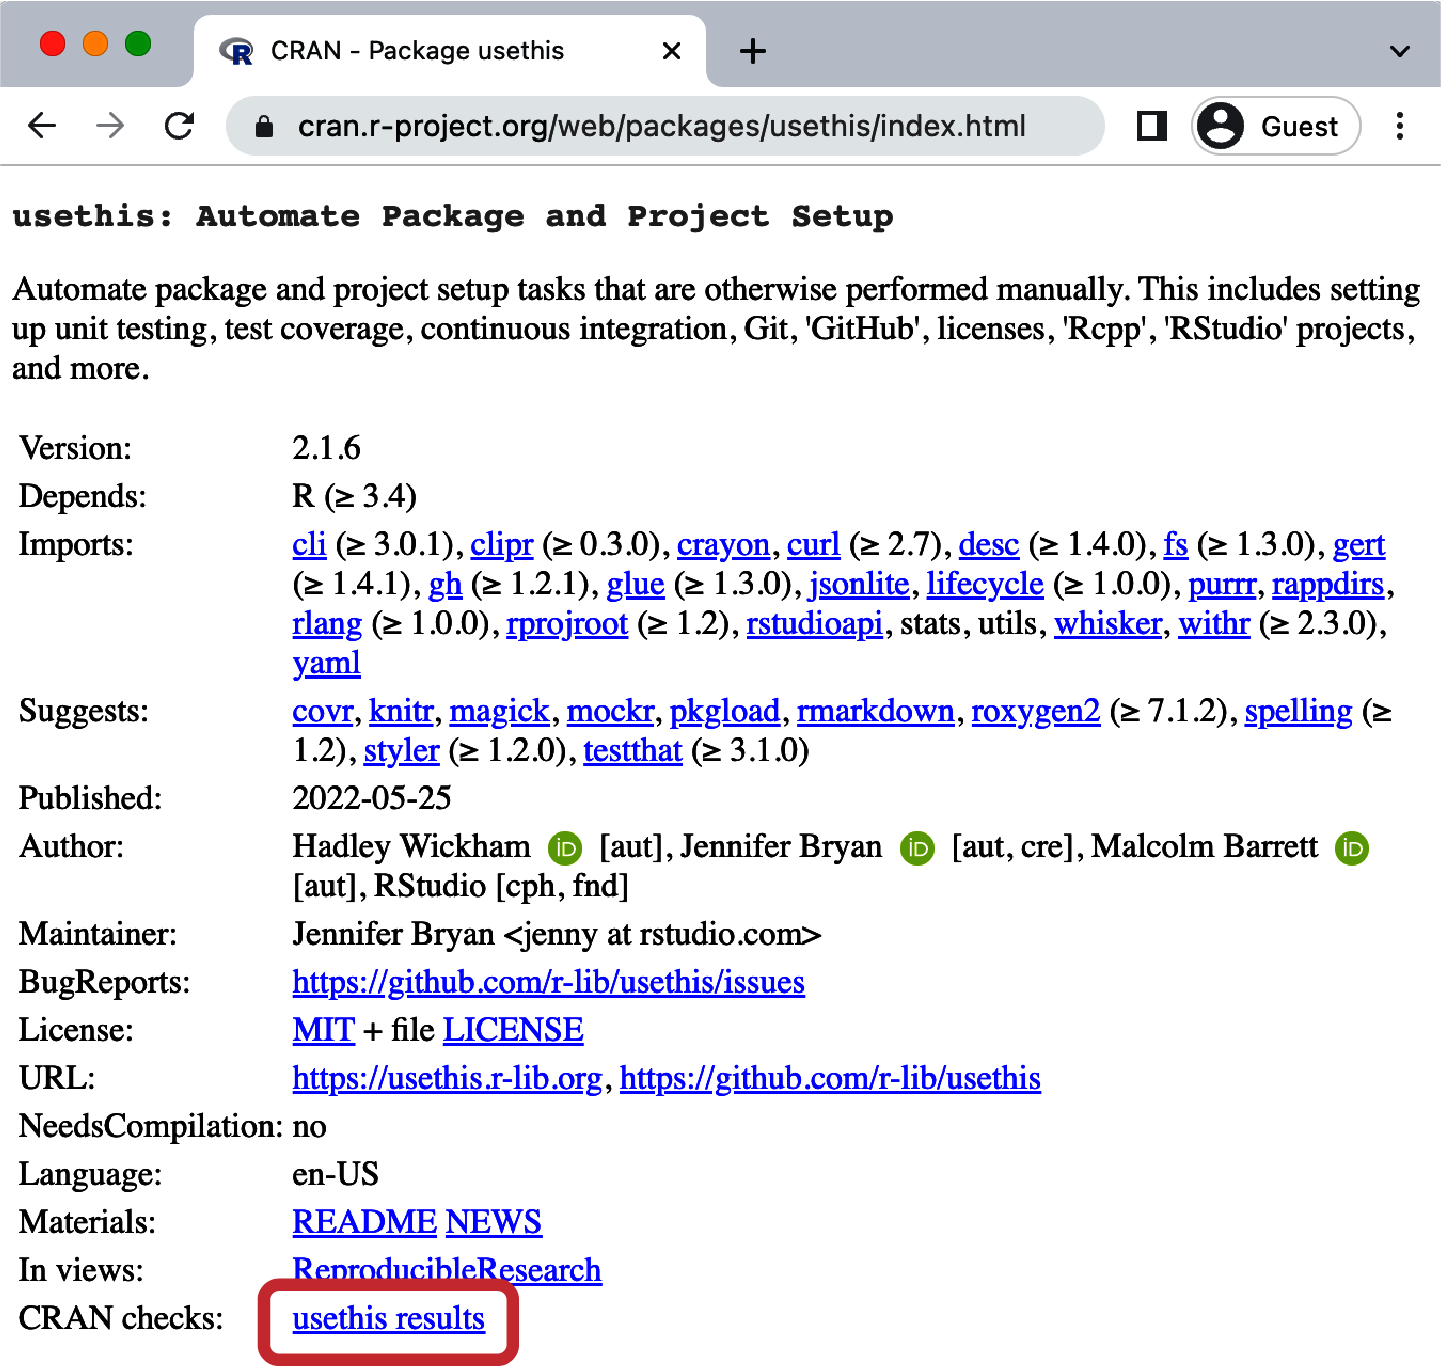 CRAN - Package usethis
cran.r-project.org/web/packages/usethis/index.html
Guest
usethis: Automate Package and Project Setup
Automate package and project setup tasks that are otherwise performed manually. This includes setting
up unit testing, test coverage, continuous integration, Git, 'GitHub', licenses, 'Rcpp', 'RStudio' projects,
and more.
Version: 2.1.6
Depends: R (≥ 3.4)
Imports: cli (≥ 3.0.1), clipr (≥ 0.3.0), crayon, curl (≥ 2.7), desc (≥ 1.4.0), fs (≥ 1.3.0), gert
(≥ 1.4.1), gh (≥ 1.2.1), glue (≥ 1.3.0), jsonlite, lifecycle (≥ 1.0.0), purrr, rappdirs,
rlang (≥ 1.0.0), rprojroot (≥ 1.2), rstudioapi, stats, utils, whisker, withr (≥ 2.3.0),
yaml
Suggests: covr, knitr, magick, mockr, pkgload, rmarkdown, roxygen2 (≥ 7.1.2), spelling (≥
1.2), styler (≥ 1.2.0), testthat (≥ 3.1.0)
Published: 2022-05-25
Author: Hadley Wickham iD [aut], Jennifer Bryan iD [aut, cre], Malcolm Barrett iD
[aut], RStudio [cph, fnd]
Maintainer: Jennifer Bryan <jenny at rstudio.com>
BugReports: https://github.com/r-lib/usethis/issues
License: MIT + file LICENSE
URL: https://usethis.r-lib.org, https://github.com/r-lib/usethis
NeedsCompilation: no
Language: en-US
Materials: README NEWS
In views: ReproducibleResearch
CRAN checks: usethis results